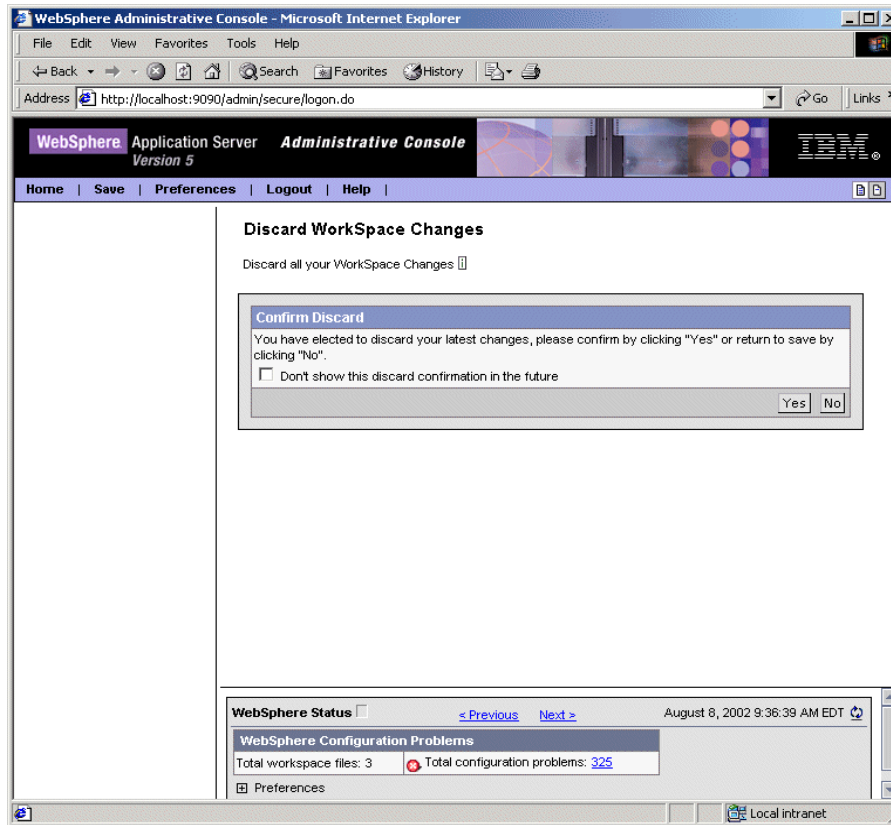 WebSphere Administrative Console - Microsoft Internet Explorer
File Edit View Favorites Tools Help
Back Search Favorites History
Address http://localhost:9090/admin/secure/logon.do Go Links
WebSphere Application Server Administrative Console
Version 5
IBM
Home | Save | Preferences | Logout | Help |
Discard WorkSpace Changes
Discard all your WorkSpace Changes i
Confirm Discard
You have elected to discard your latest changes, please confirm by clicking "Yes" or return to save by
clicking "No".
Don't show this discard confirmation in the future
Yes No
WebSphere Status < Previous Next > August 8, 2002 9:36:39 AM EDT
WebSphere Configuration Problems
Total workspace files: 3 Total configuration problems: 325
Preferences
Local intranet